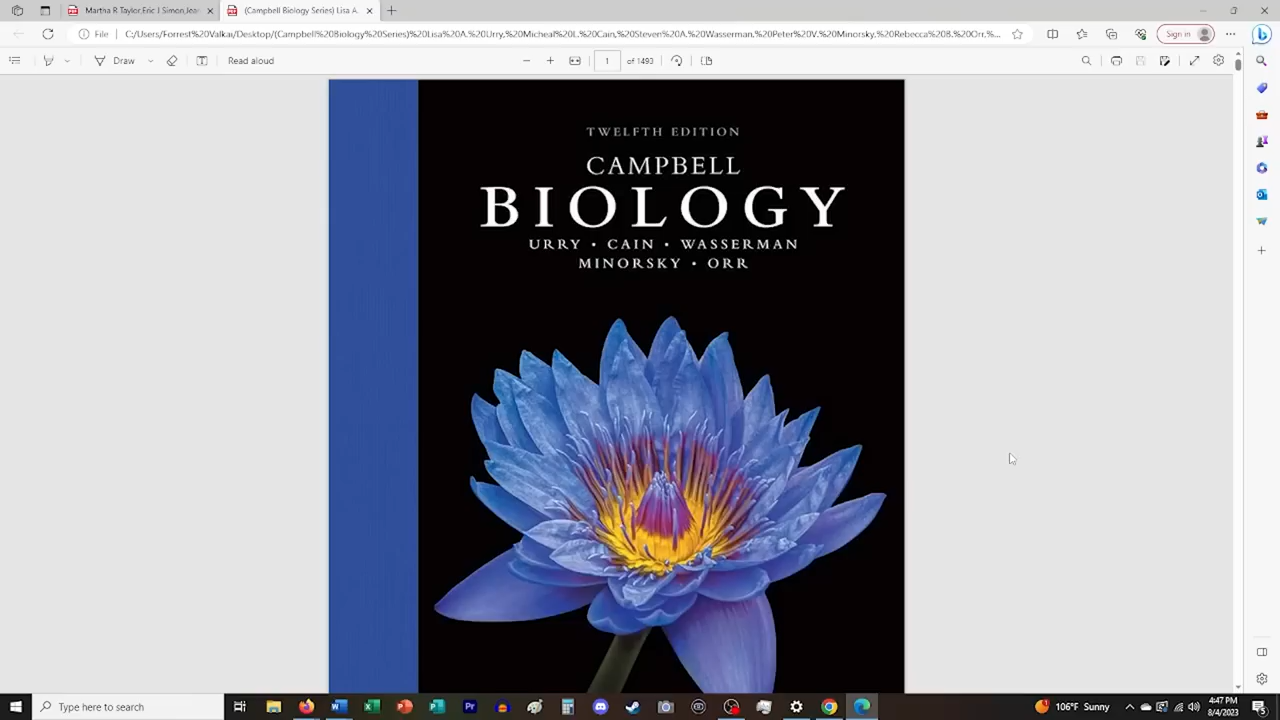 Martha R Taylor,Eric J Simon,Jean
(Campbell Biology Series) Lisa A.
File
C:/Users/Forrest%20Valkai/Desktop/(Campbell%20Biology%20Series)%20Lisa%20A.%20Urry,%20Micheal%20L.%20Cain,%20Steven%20A.%20Wasserman,%20Peter%20V.%20Minorsky,%20Rebecca%20B.%20Orr,%...
Sign in
Draw
Read aloud
1
of 1493
TWELFTH EDITION
CAMPBELL
BIOLOGY
URRY • CAIN • WASSERMAN
MINORSKY • ORR
Type here to search
106°F Sunny
4:47 PM
8/4/2023